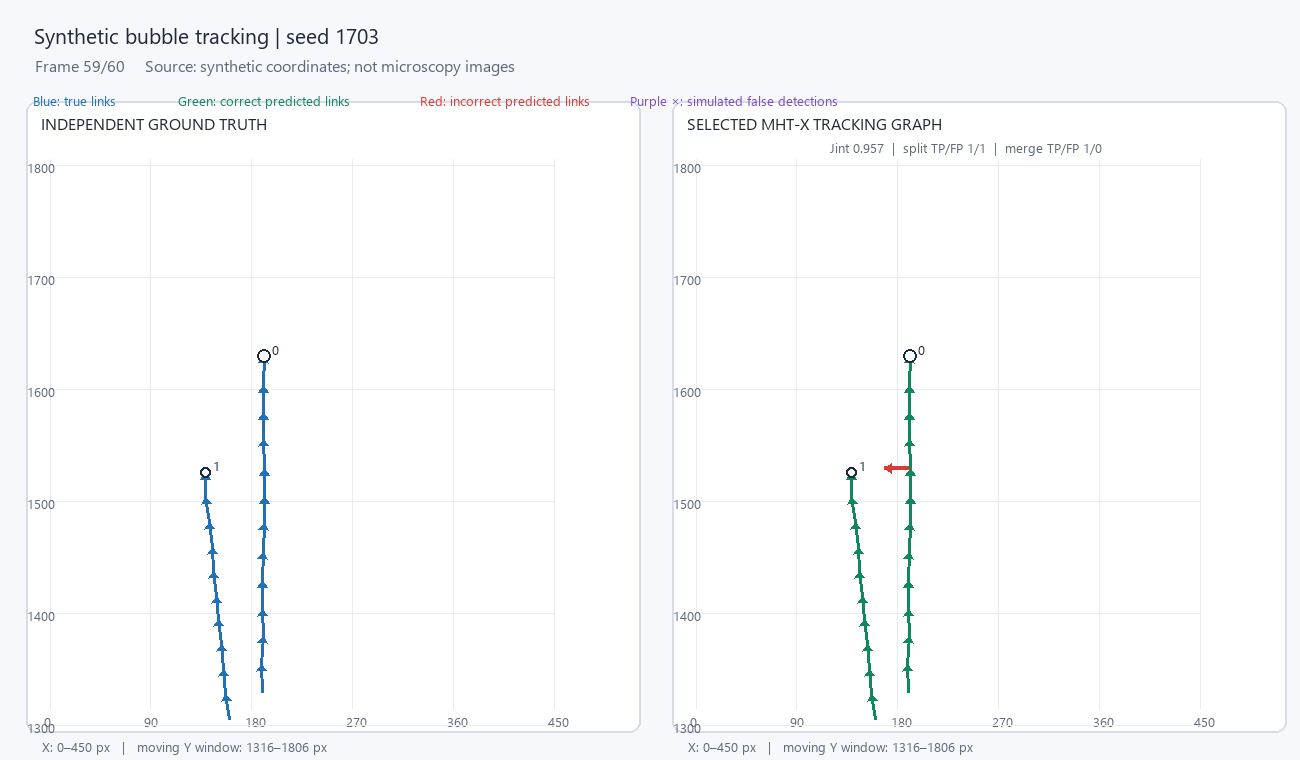 Synthetic bubble tracking | seed 1703
Frame 59/60 Source: synthetic coordinates; not microscopy images
Blue: true links Green: correct predicted links Red: incorrect predicted links Purple ×: simulated false detections
INDEPENDENT GROUND TRUTH
1800
1700
1600
1500
1400
1300
0
1
0 90 180 270 360 450
X: 0–450 px | moving Y window: 1316–1806 px
SELECTED MHT-X TRACKING GRAPH
Jint 0.957 | split TP/FP 1/1 | merge TP/FP 1/0
1800
1700
1600
1500
1400
1300
0
1
0 90 180 270 360 450
X: 0–450 px | moving Y window: 1316–1806 px